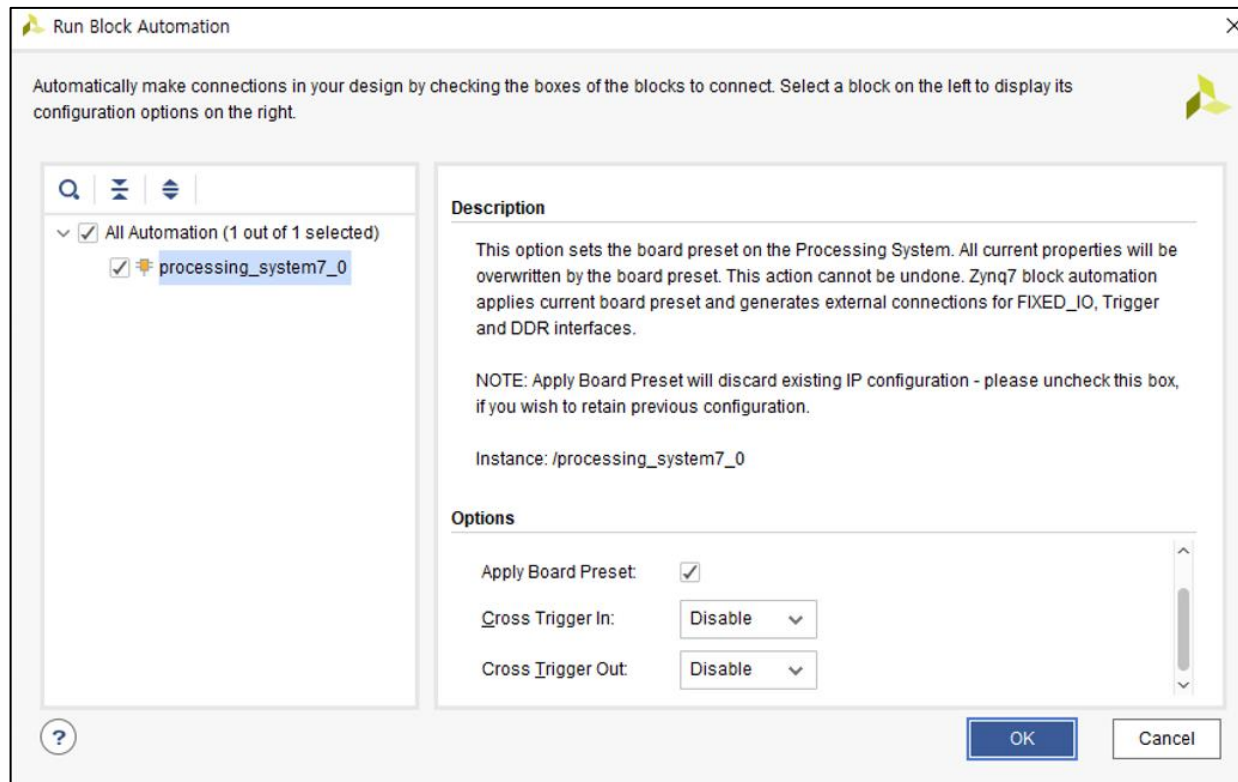 Run Block Automation
Automatically make connections in your design by checking the boxes of the blocks to connect. Select a block on the left to display its
configuration options on the right.
All Automation (1 out of 1 selected)
processing_system7_0
Description
This option sets the board preset on the Processing System. All current properties will be
overwritten by the board preset. This action cannot be undone. Zynq7 block automation
applies current board preset and generates external connections for FIXED_IO, Trigger
and DDR interfaces.
NOTE: Apply Board Preset will discard existing IP configuration - please uncheck this box,
if you wish to retain previous configuration.
Instance: /processing_system7_0
Options
Apply Board Preset:
Cross Trigger In: Disable
Cross Trigger Out: Disable
?
OK Cancel